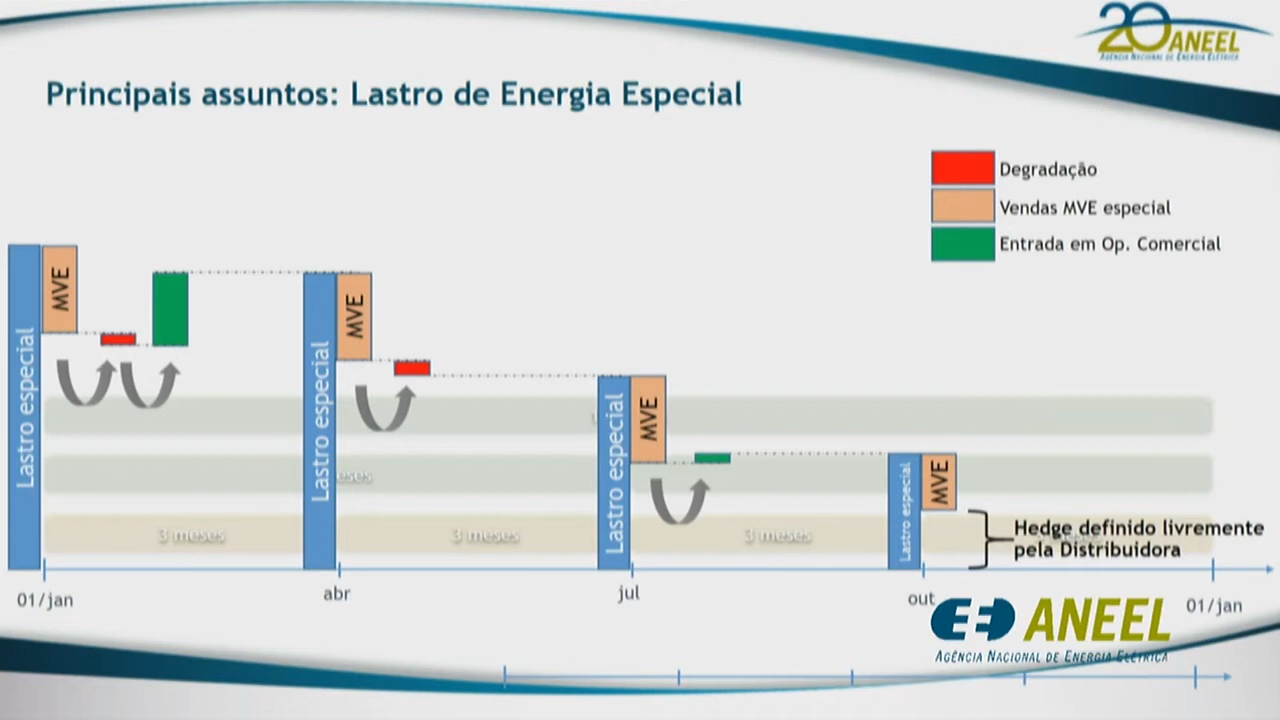 20 ANEEL
AGÊNCIA NACIONAL DE ENERGIA ELÉTRICA
Principais assuntos: Lastro de Energia Especial
Degradação
Vendas MVE especial
Entrada em Op. Comercial
Lastro especial
MVE
Lastro especial
MVE
Lastro especial
MVE
Lastro especial
MVE
3 meses
3 meses
3 meses
Hedge definido livremente
pela Distribuidora
01/jan
abr
jul
out
01/jan
ANEEL
AGÊNCIA NACIONAL DE ENERGIA ELÉTRICA